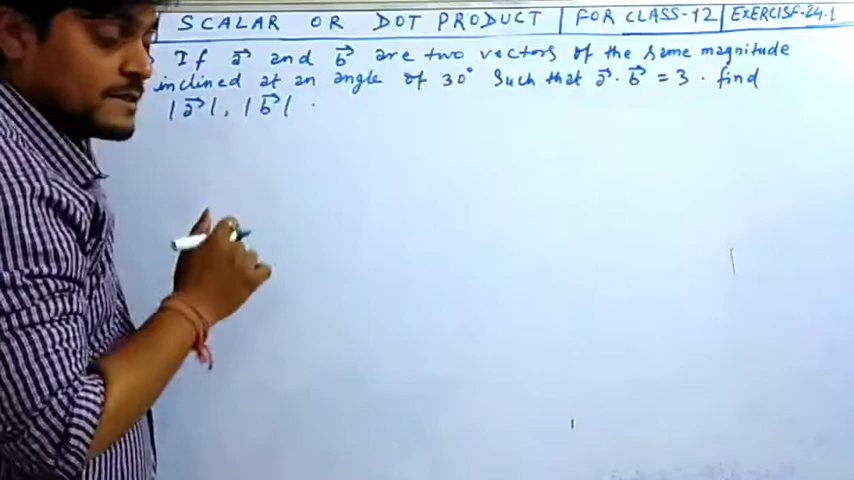 SCALAR OR DOT PRODUCT | FOR CLASS-12 | EXERCISE-24.1
If a⃗ and b⃗ are two vectors of the same magnitude
inclined at an angle of 30° Such that a⃗ · b⃗ = 3 . find
|a⃗|, |b⃗| .